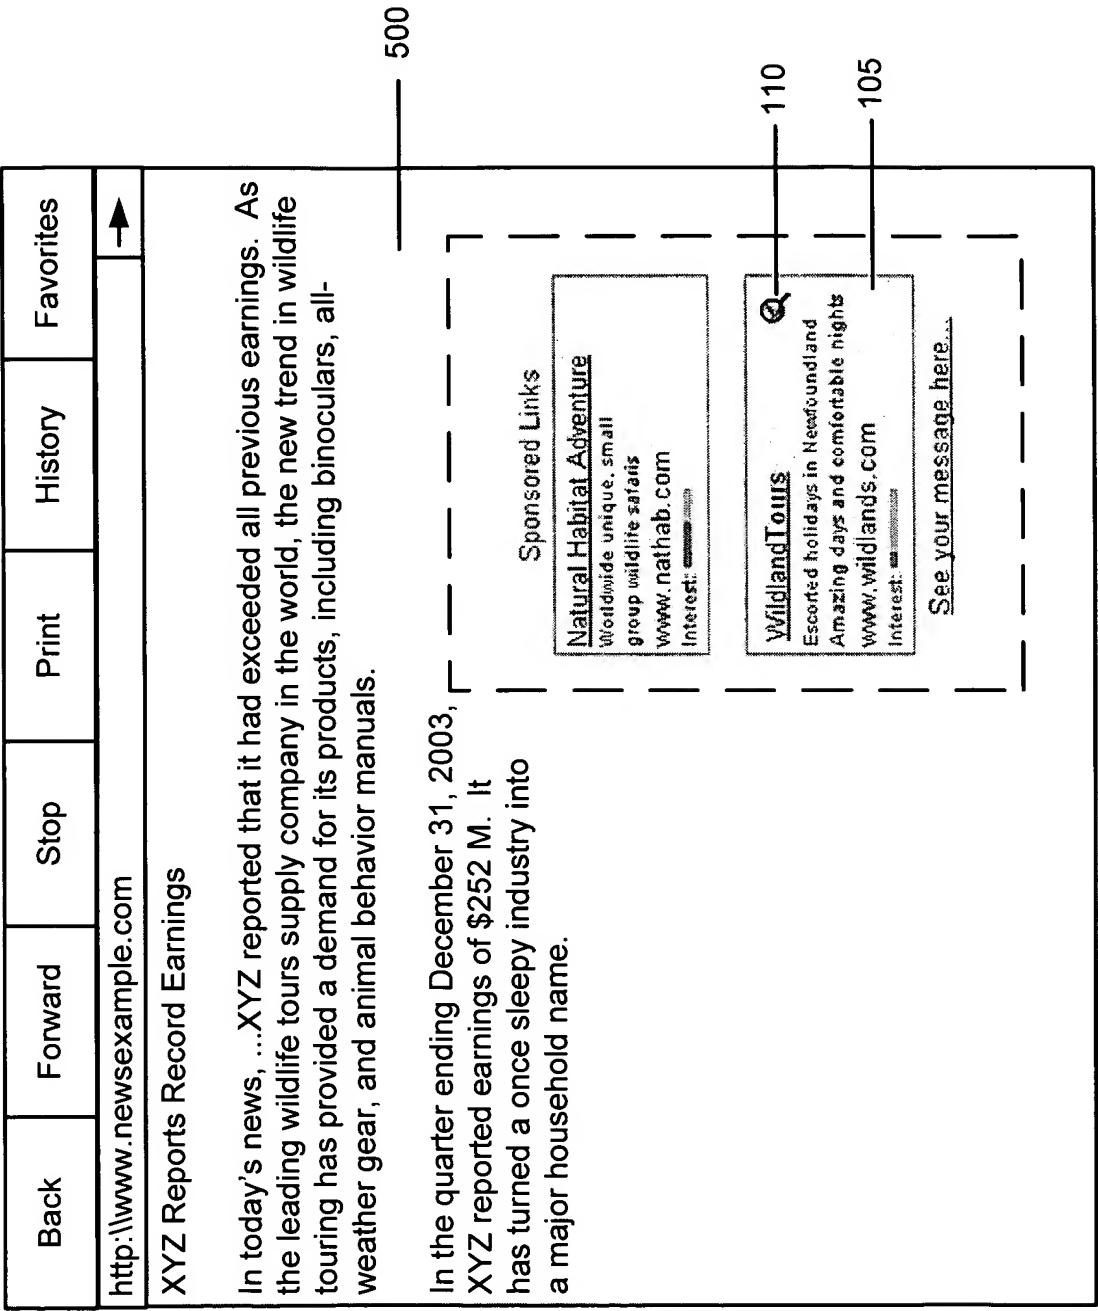 Back Forward Stop Print History Favorites
http:\\www.newsexample.com
XYZ Reports Record Earnings
In today's news, ...XYZ reported that it had exceeded all previous earnings. As
the leading wildlife tours supply company in the world, the new trend in wildlife
touring has provided a demand for its products, including binoculars, all-
weather gear, and animal behavior manuals.
In the quarter ending December 31, 2003,
XYZ reported earnings of $252 M. It
has turned a once sleepy industry into
a major household name.
Sponsored Links
Natural Habitat Adventure
Worldwide unique, small
group wildlife safaris
www.nathab.com
Interest:
WildlandTours
Escorted holidays in Newfoundland
Amazing days and comfortable nights
www.wildlands.com
Interest:
See your message here...
500
110
105